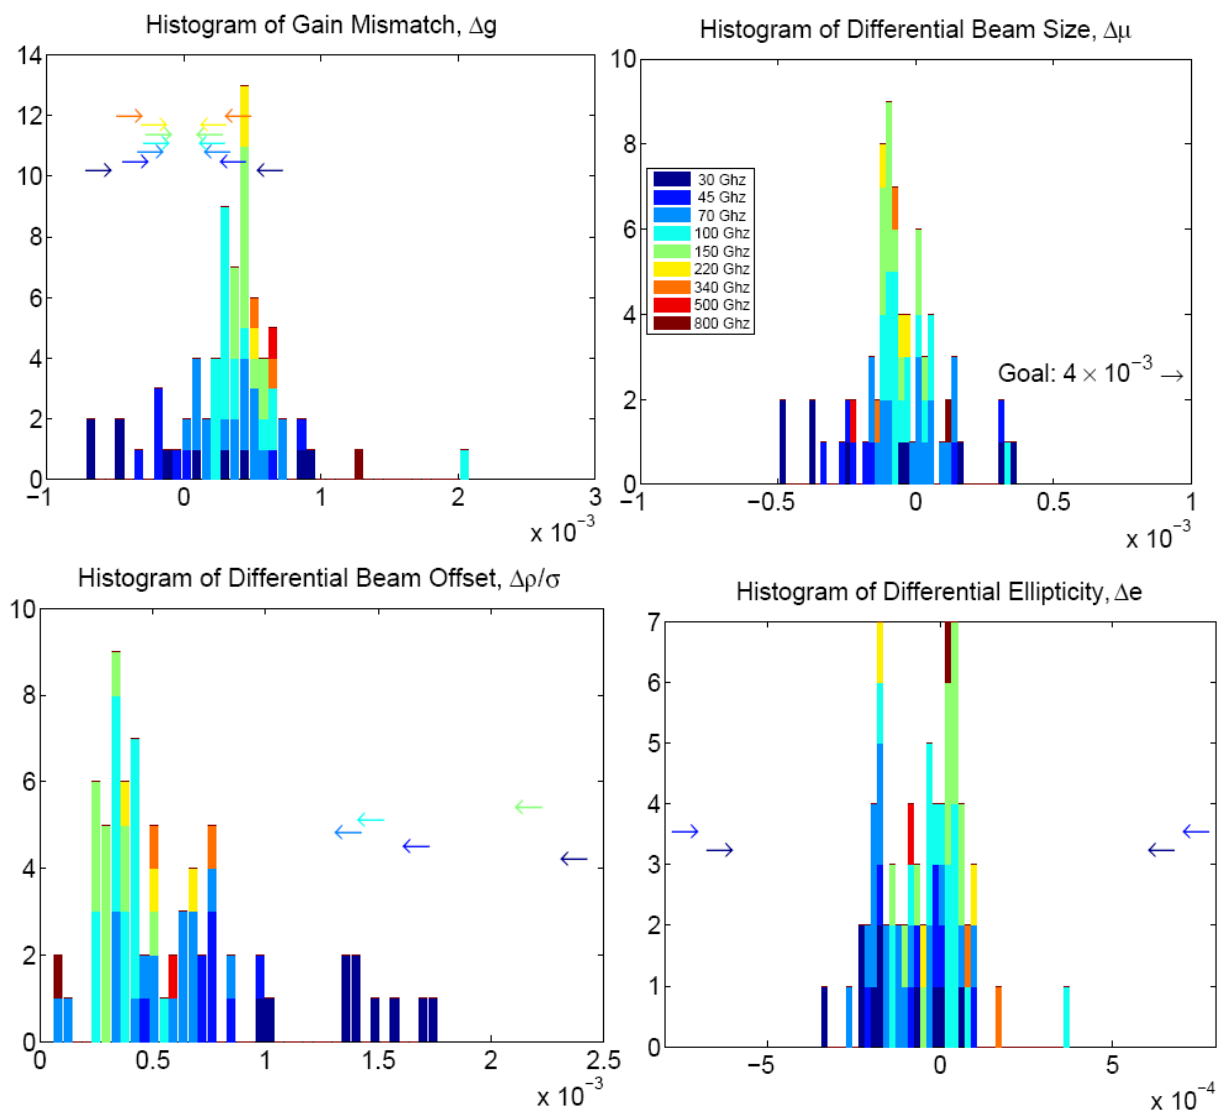 Histogram of Gain Mismatch, Δg
14
12
10
8
6
4
2
0
−1 0 1 2 3
x 10⁻³
Histogram of Differential Beam Size, Δμ
10
8
6
4
2
0
30 Ghz
45 Ghz
70 Ghz
100 Ghz
150 Ghz
220 Ghz
340 Ghz
500 Ghz
800 Ghz
Goal: 4 × 10⁻³ →
−1 −0.5 0 0.5 1
x 10⁻³
Histogram of Differential Beam Offset, Δρ/σ
10
8
6
4
2
0
0 0.5 1 1.5 2 2.5
x 10⁻³
Histogram of Differential Ellipticity, Δe
7
6
5
4
3
2
1
0
−5 0 5
x 10⁻⁴